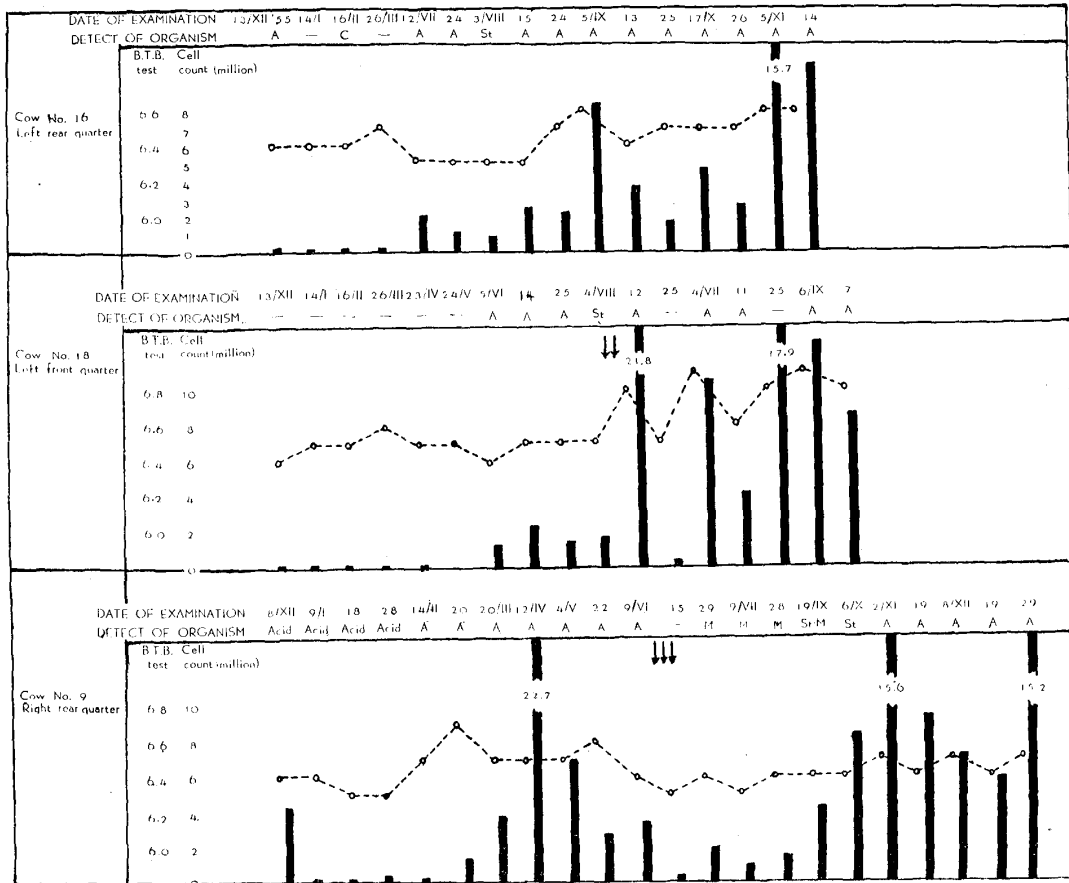 DATE OF EXAMINATION 13/XII '55 14/I 16/II 26/III 12/VII 24 3/VIII 15 24 5/IX 13 25 17/X 26 5/XI 14
DETECT OF ORGANISM A — C — A A St A A A A A A A A A
B.T.B. Cell
test count (million)
Cow No. 16
Left rear quarter
15.7
6.6 8
7
6.4 6
5
6.2 4
3
6.0 2
1
0
DATE OF EXAMINATION 13/XII 14/I 16/II 26/III 23/IV 24/V 5/VI 14 25 4/VIII 12 25 4/VII 11 25 6/IX 7
DETECT OF ORGANISM. — — — — — — A A A St A -- A A — A A
B.T.B. Cell
test count (million)
Cow No. 18
Left front quarter
21.8 17.9
6.8 10
6.6 8
6.4 6
6.2 4
6.0 2
0
DATE OF EXAMINATION 8/XII 9/I 18 28 14/II 20 20/III 12/IV 4/V 22 9/VI 15 29 9/VII 28 19/IX 6/X 2/XI 19 8/XII 19 29
DETECT OF ORGANISM Acid Acid Acid Acid A A A A A A A - M M M St·M St A A A A A
B.T.B. Cell
test count (million)
Cow No. 9
Right rear quarter
22.7 15.6 15.2
6.8 10
6.6 8
6.4 6
6.2 4
6.0 2
0